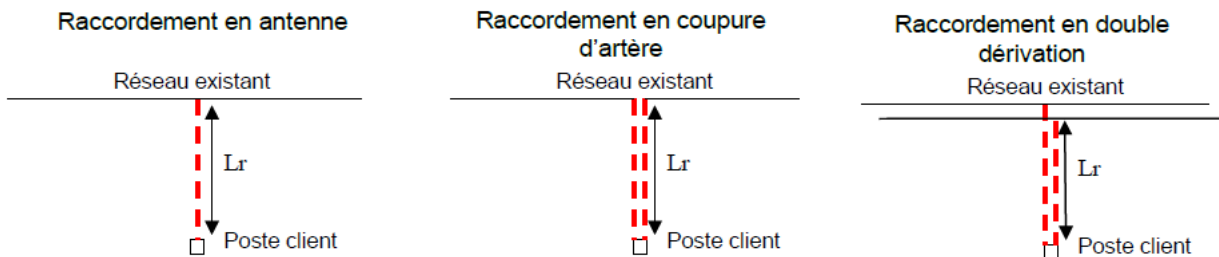 Raccordement en antenne
Réseau existant
Lr
Poste client
Raccordement en coupure
d'artère
Réseau existant
Lr
Poste client
Raccordement en double
dérivation
Réseau existant
Lr
Poste client